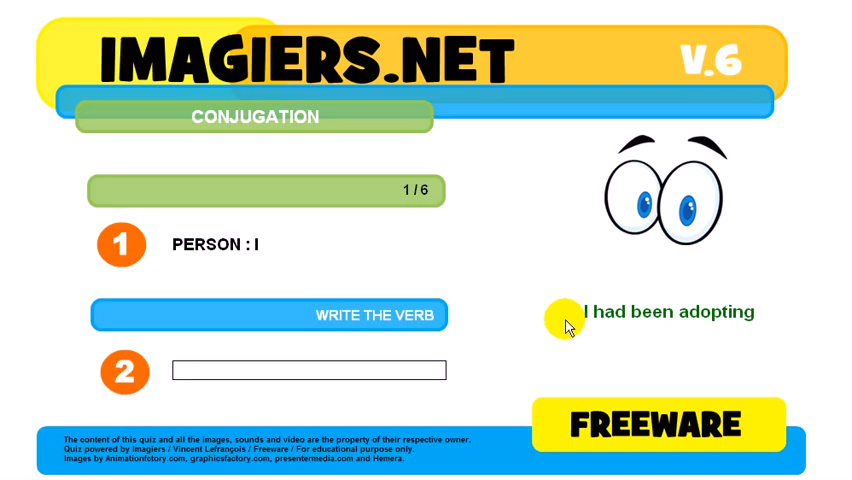 IMAGIERS.NET
V.6
CONJUGATION
1 / 6
1
PERSON : I
WRITE THE VERB
I had been adopting
2
FREEWARE
The content of this quiz and all the images, sounds and video are the property of their respective owner.
Quiz powered by Imagiers / Vincent Lefrançois / Freeware / For educational purpose only.
Images by Animationfctory.com, graphicsfactory.com, presentermedia.com and Hemera.